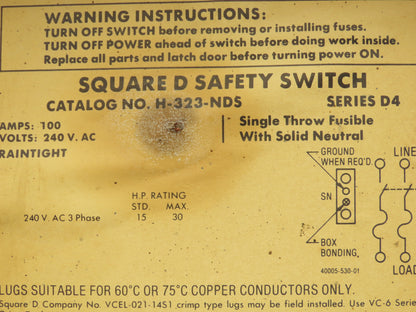 WARNING INSTRUCTIONS:
TURN OFF SWITCH before removing or installing fuses.
TURN OFF POWER ahead of switch before doing work inside.
Replace all parts and latch door before turning power ON.
SQUARE D SAFETY SWITCH
CATALOG NO. H-323-NDS SERIES D4
AMPS: 100
VOLTS: 240 V. AC
RAINTIGHT
Single Throw Fusible
With Solid Neutral
GROUND
WHEN REQ'D.
LINE
SN
H.P. RATING
STD. MAX.
240 V. AC 3 Phase 15 30
BOX
BONDING
LOAD
40005-530-01
LUGS SUITABLE FOR 60°C OR 75°C COPPER CONDUCTORS ONLY.
Square D Company No. VCEL-021-14S1 crimp type lugs may be field installed. Use VC-6 Series